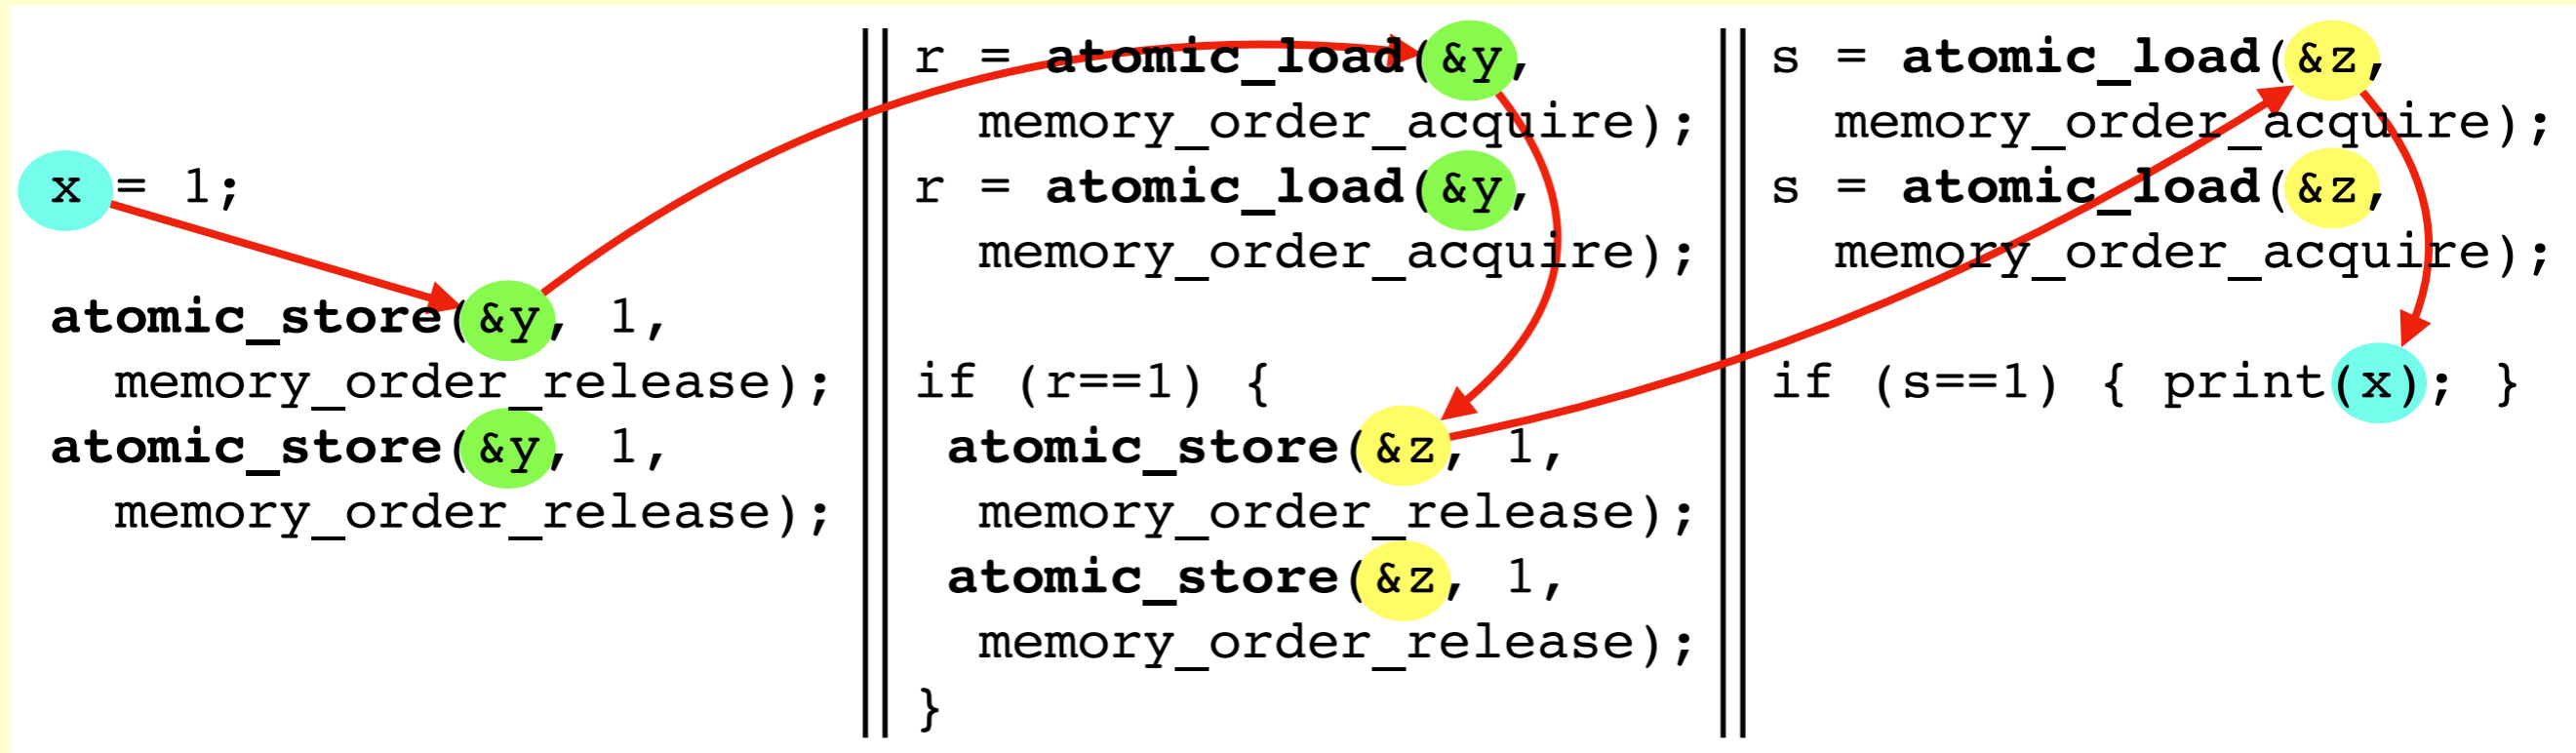 x = 1;
atomic_store(&y, 1,
memory_order_release);
atomic_store(&y, 1,
memory_order_release);
r = atomic_load(&y,
memory_order_acquire);
r = atomic_load(&y,
memory_order_acquire);
if (r==1) {
atomic_store(&z, 1,
memory_order_release);
atomic_store(&z, 1,
memory_order_release);
}
s = atomic_load(&z,
memory_order_acquire);
s = atomic_load(&z,
memory_order_acquire);
if (s==1) { print(x); }